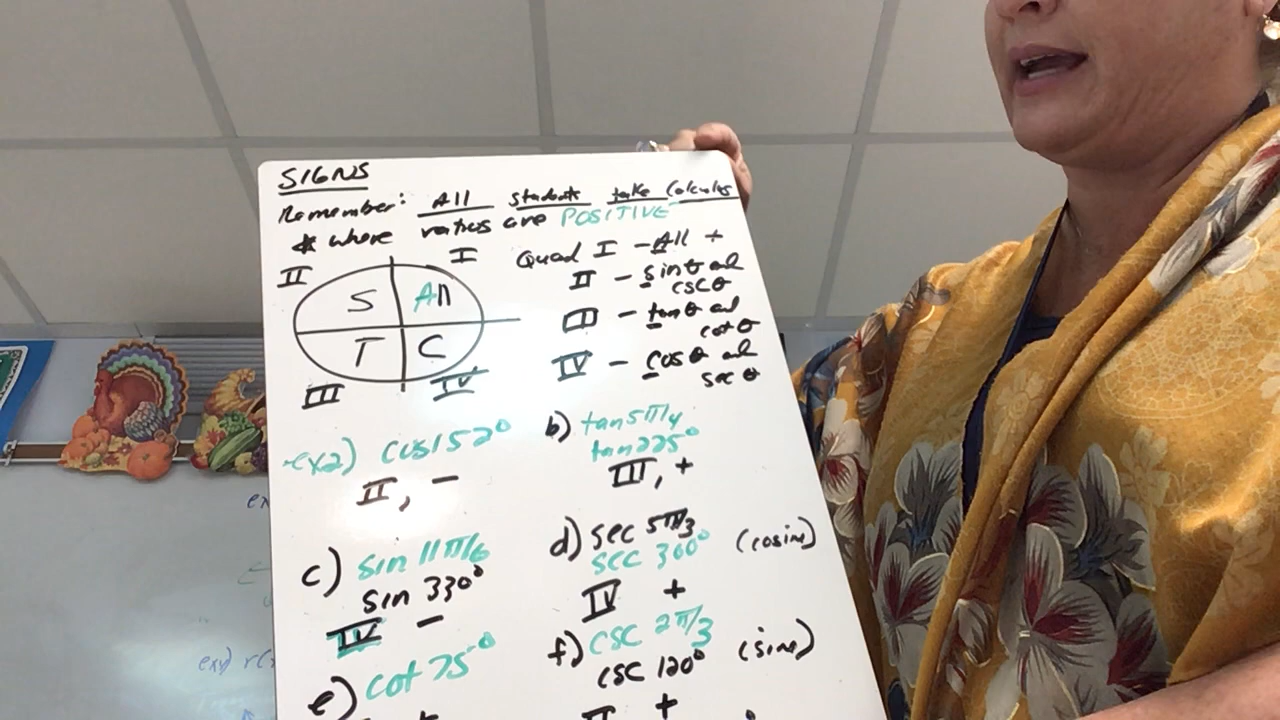 SIGNS
Remember: All students take Calculus
* where ratios are POSITIVE
I
II
S
All
T
C
III
IV
Quad I - All +
II - sin θ and
csc θ
III - tan θ and
cot θ
IV - cos θ and
sec θ
ex2) cos 152°
II, -
b) tan 5π/4
tan 225°
III, +
c) sin 11π/6
sin 330°
IV -
d) sec 5π/3 (cosine)
sec 300°
IV +
e) cot 75°
f) csc 2π/3 (sine)
csc 120°
II +